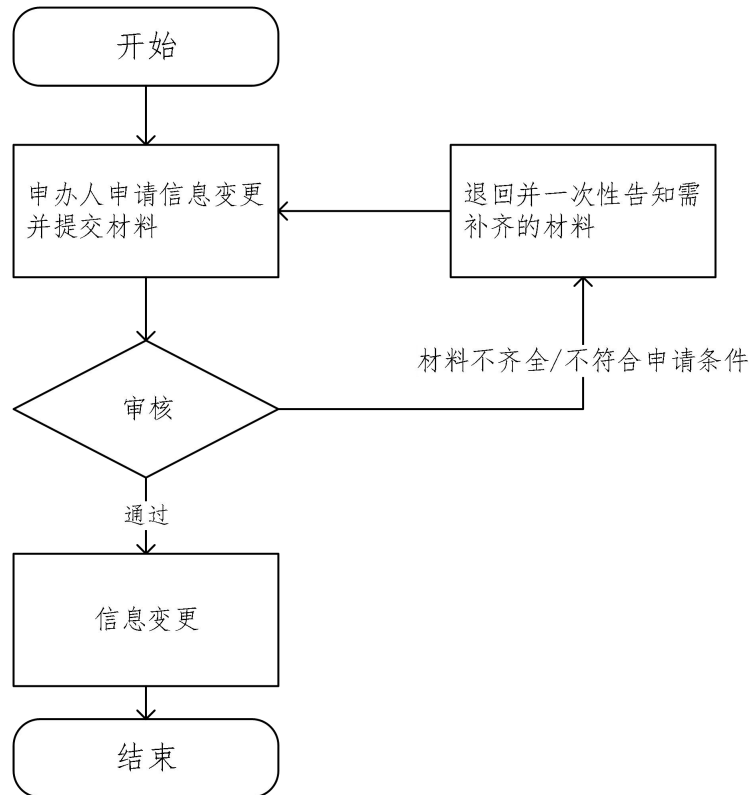 开始
申办人申请信息变更
并提交材料
退回并一次性告知需
补齐的材料
材料不齐全/不符合申请条件
审核
通过
信息变更
结束